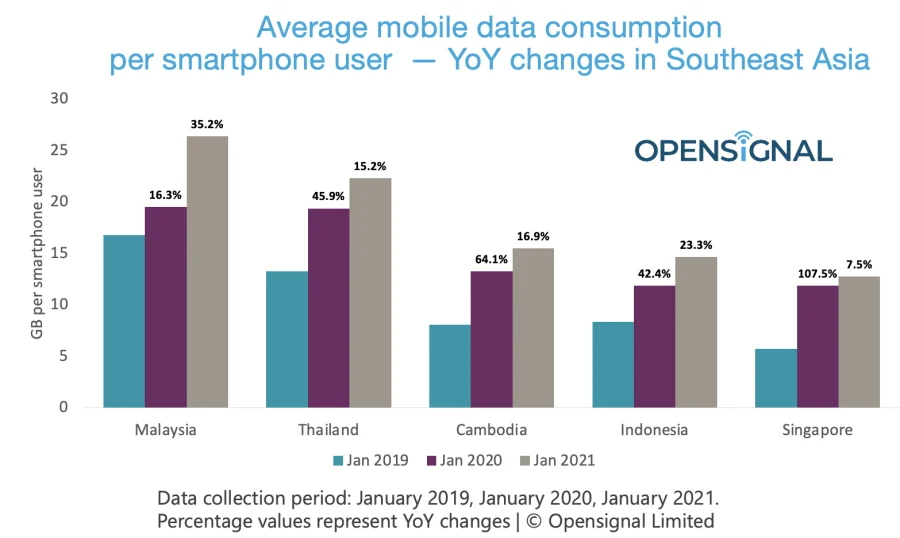 Average mobile data consumption
per smartphone user — YoY changes in Southeast Asia
OPENSIGNAL
GB per smartphone user
30
25
20
15
10
5
0
16.3%
35.2%
45.9%
15.2%
64.1%
16.9%
42.4%
23.3%
107.5%
7.5%
Malaysia
Thailand
Cambodia
Indonesia
Singapore
Jan 2019
Jan 2020
Jan 2021
Data collection period: January 2019, January 2020, January 2021.
Percentage values represent YoY changes | © Opensignal Limited